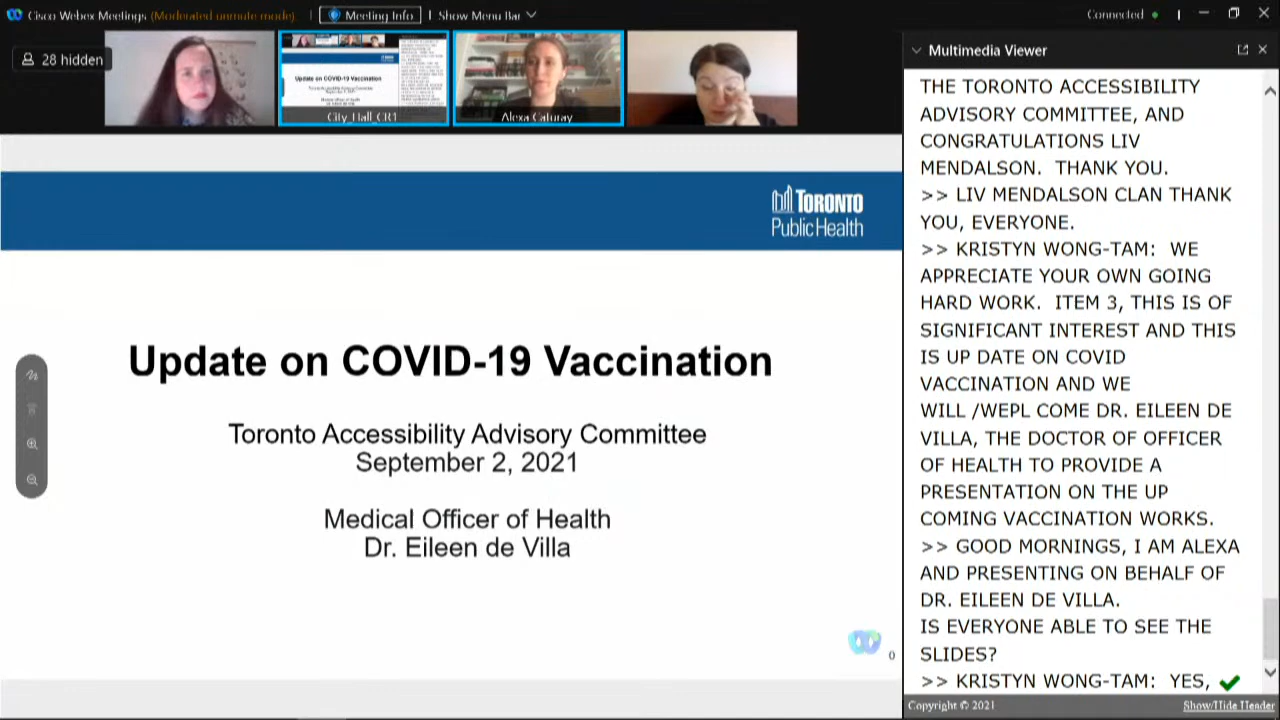 Cisco Webex Meetings (Moderated unmute mode)
Meeting Info
Show Menu Bar
Connected
28 hidden
Update on COVID-19 Vaccination
City_Hall_CR1
Alexa Caturay
TORONTO
Public Health
Update on COVID-19 Vaccination
Toronto Accessibility Advisory Committee
September 2, 2021
Medical Officer of Health
Dr. Eileen de Villa
0
Multimedia Viewer
THE TORONTO ACCESSIBILITY
ADVISORY COMMITTEE, AND
CONGRATULATIONS LIV
MENDALSON. THANK YOU.
>> LIV MENDALSON CLAN THANK
YOU, EVERYONE.
>> KRISTYN WONG-TAM: WE
APPRECIATE YOUR OWN GOING
HARD WORK. ITEM 3, THIS IS OF
SIGNIFICANT INTEREST AND THIS
IS UP DATE ON COVID
VACCINATION AND WE
WILL /WEPL COME DR. EILEEN DE
VILLA, THE DOCTOR OF OFFICER
OF HEALTH TO PROVIDE A
PRESENTATION ON THE UP
COMING VACCINATION WORKS.
>> GOOD MORNINGS, I AM ALEXA
AND PRESENTING ON BEHALF OF
DR. EILEEN DE VILLA.
IS EVERYONE ABLE TO SEE THE
SLIDES?
>> KRISTYN WONG-TAM: YES,
Copyright © 2021
Show/Hide Header